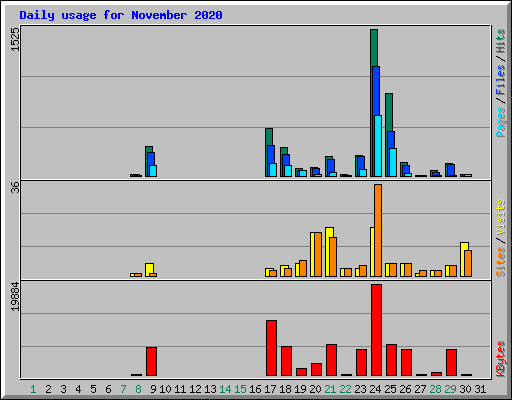 Daily usage for November 2020
1525
Pages / Files / Hits
36
Sites / Visits
19884
KBytes
1 2 3 4 5 6 7 8 9 10 11 12 13 14 15 16 17 18 19 20 21 22 23 24 25 26 27 28 29 30 31